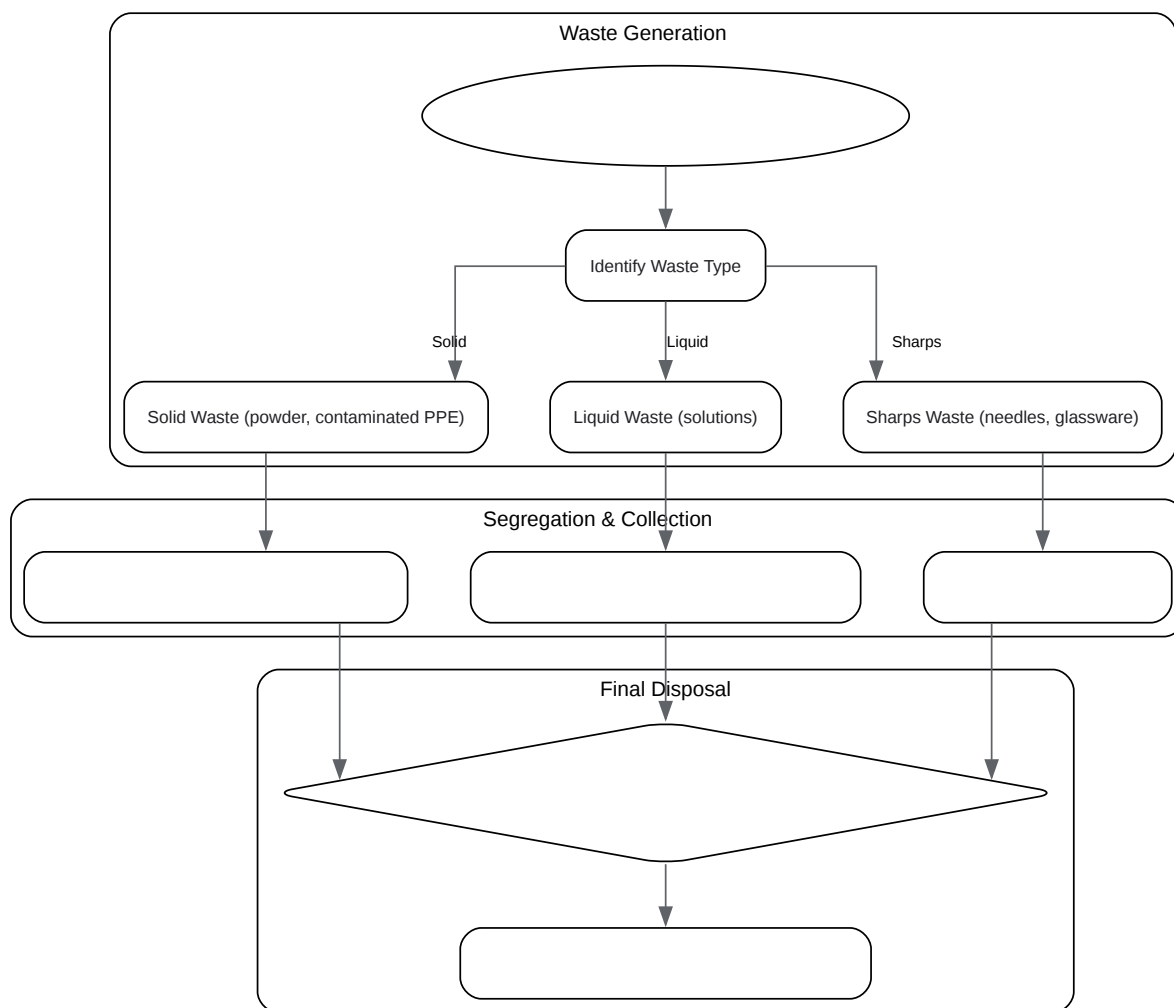 Waste Generation
Identify Waste Type
Solid
Liquid
Sharps
Solid Waste (powder, contaminated PPE)
Liquid Waste (solutions)
Sharps Waste (needles, glassware)
Segregation & Collection
Final Disposal